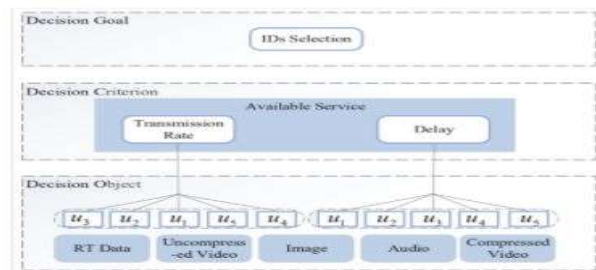 Decision Goal
IDs Selection
Decision Criterion
Available Service
Transmission
Rate
Delay
Decision Object
u3 u2 u1 u5 u4 u1 u2 u3 u4 u5
RT Data
Uncompress
-ed Video
Image
Audio
Compressed
Video